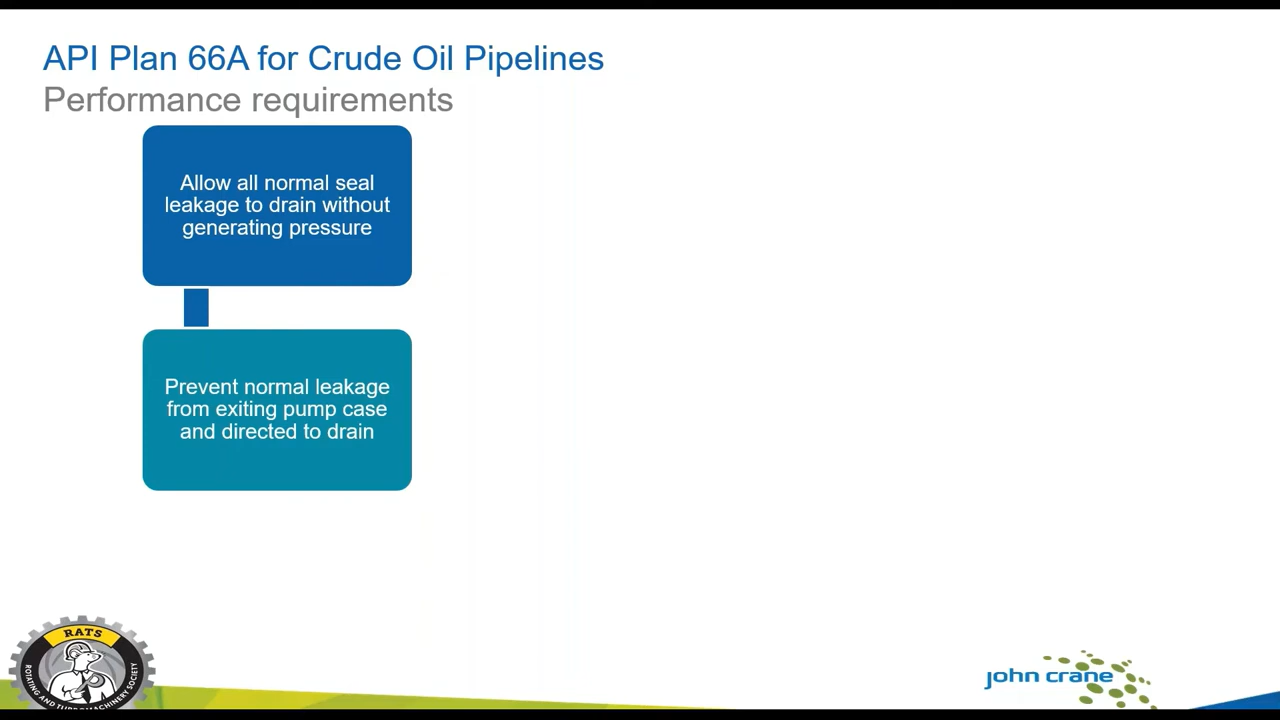 API Plan 66A for Crude Oil Pipelines
Performance requirements
Allow all normal seal
leakage to drain without
generating pressure
Prevent normal leakage
from exiting pump case
and directed to drain
RATS
ROTATING AND TURBOMACHINERY SOCIETY
john crane